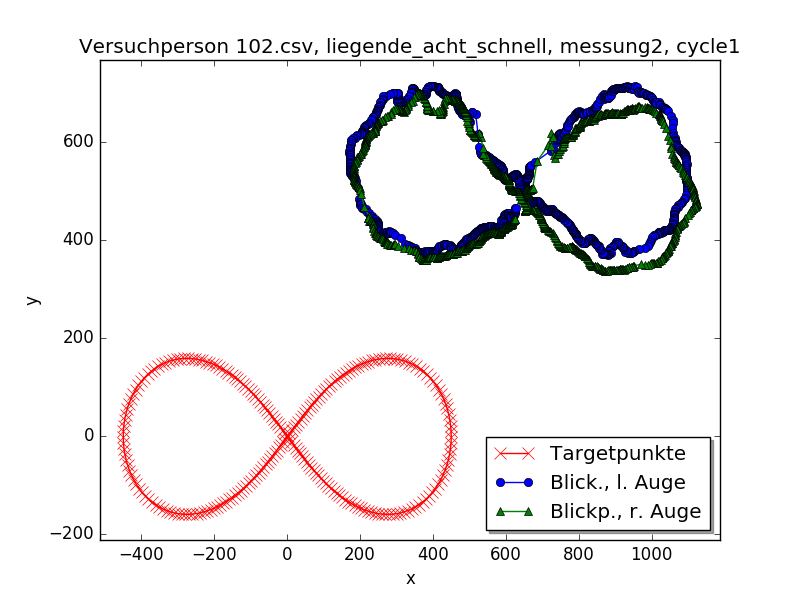 Versuchperson 102.csv, liegende_acht_schnell, messung2, cycle1
y
600
400
200
0
−200
−400
−200
0
200
400
600
800
1000
x
Targetpunkte
Blick., l. Auge
Blickp., r. Auge